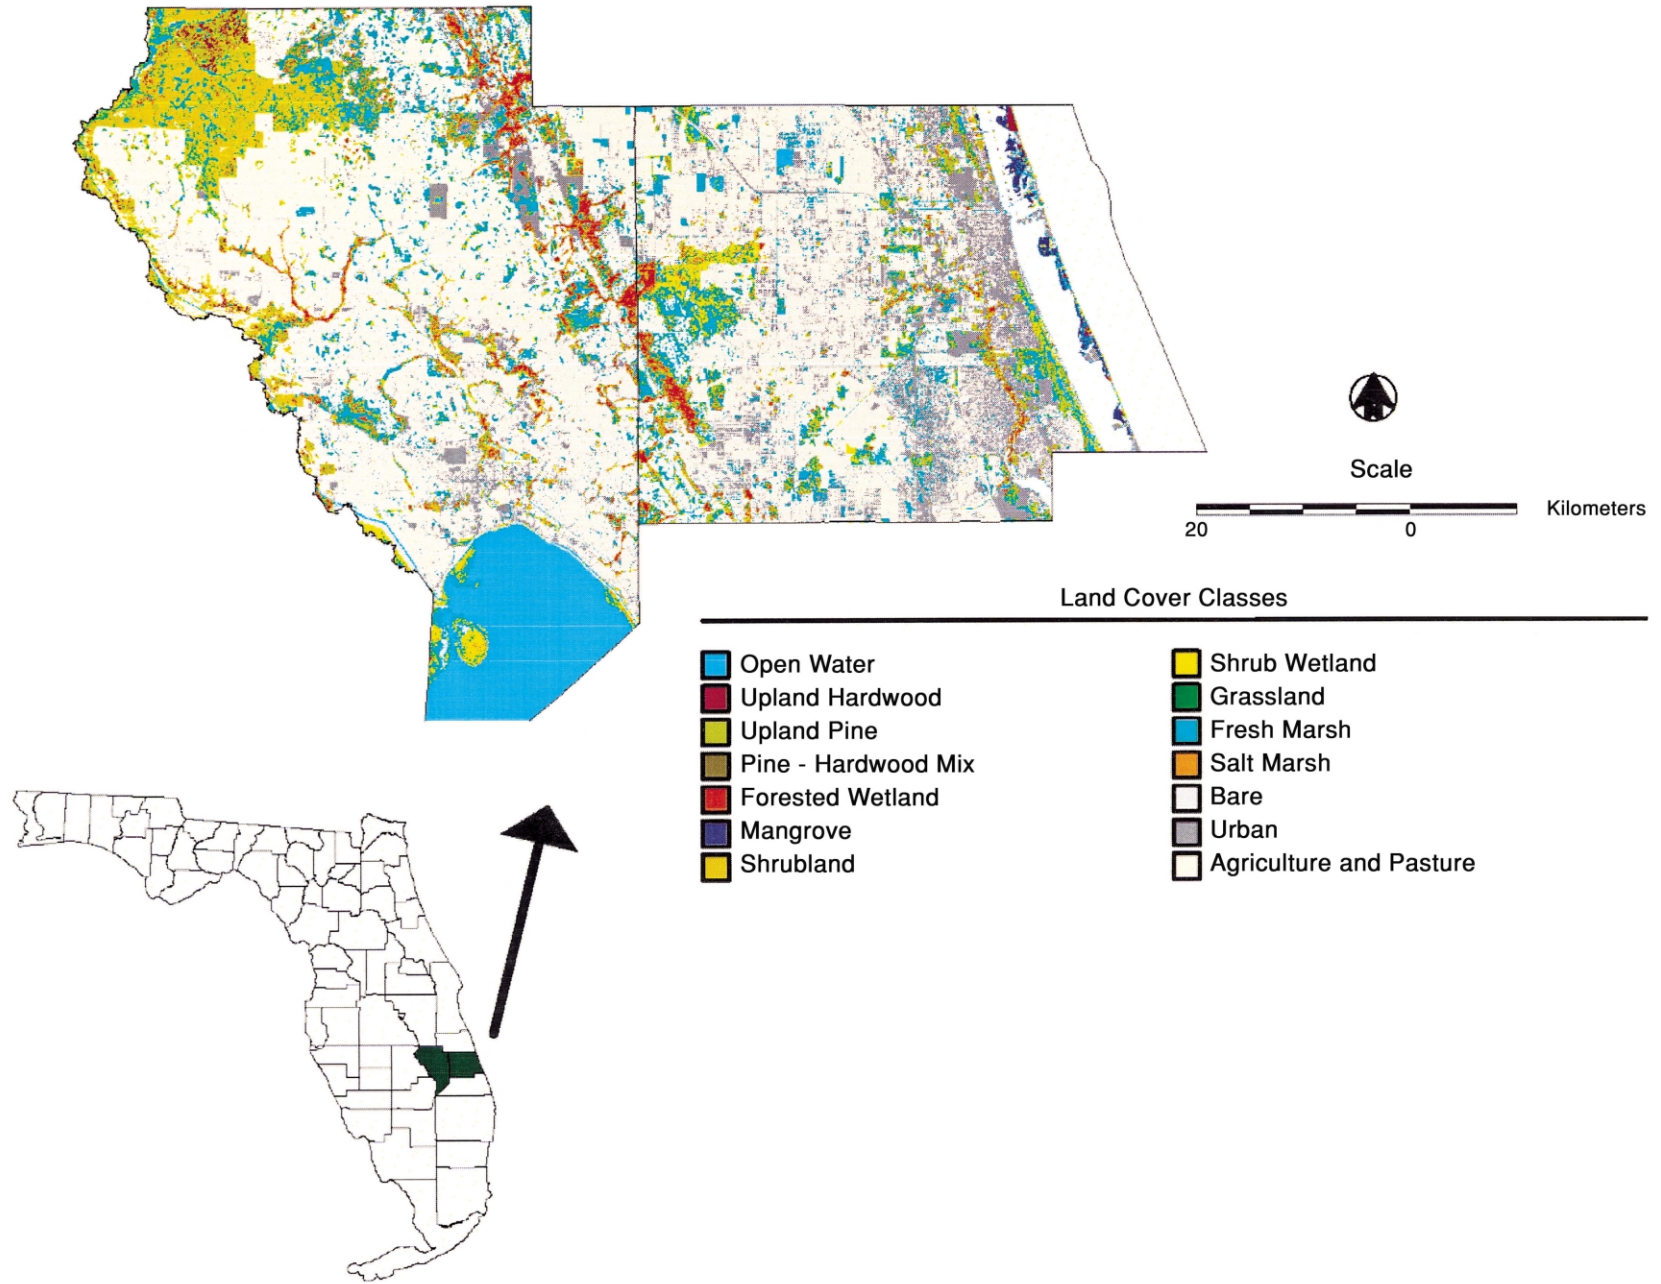 Scale
Kilometers
20 0
Land Cover Classes
Open Water
Upland Hardwood
Upland Pine
Pine - Hardwood Mix
Forested Wetland
Mangrove
Shrubland
Shrub Wetland
Grassland
Fresh Marsh
Salt Marsh
Bare
Urban
Agriculture and Pasture